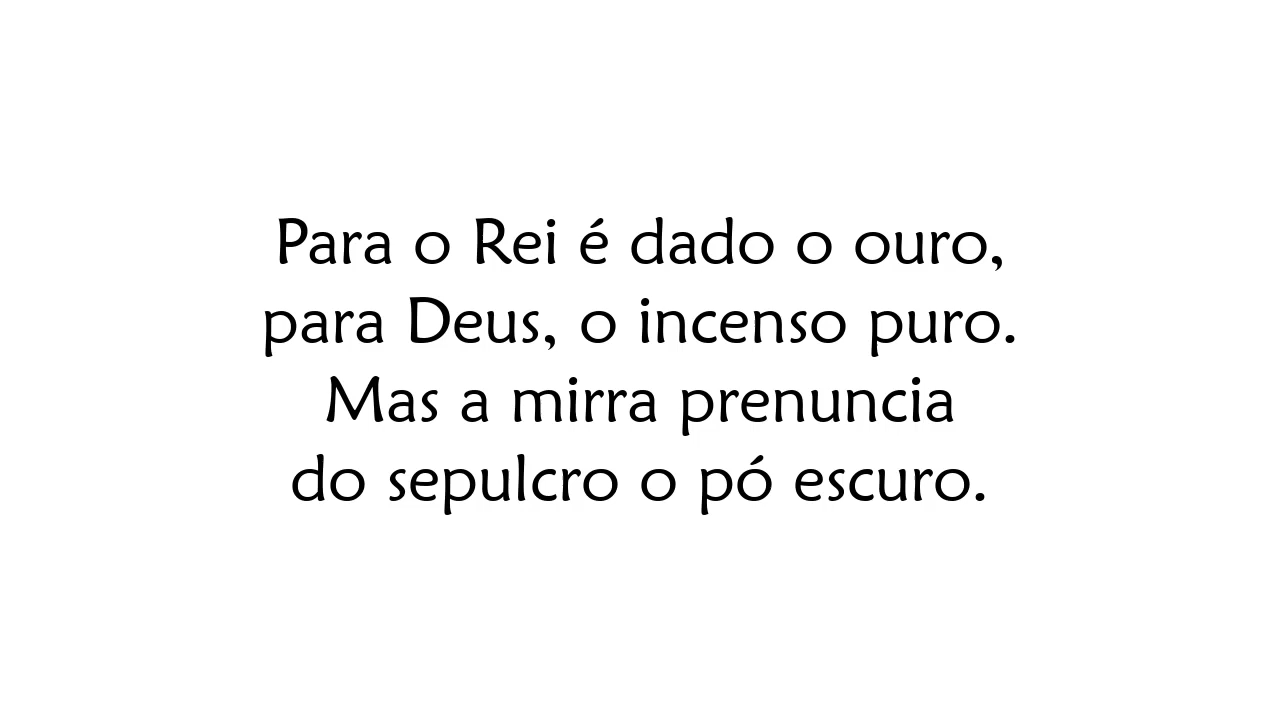 Para o Rei é dado o ouro,
para Deus, o incenso puro.
Mas a mirra prenuncia
do sepulcro o pó escuro.